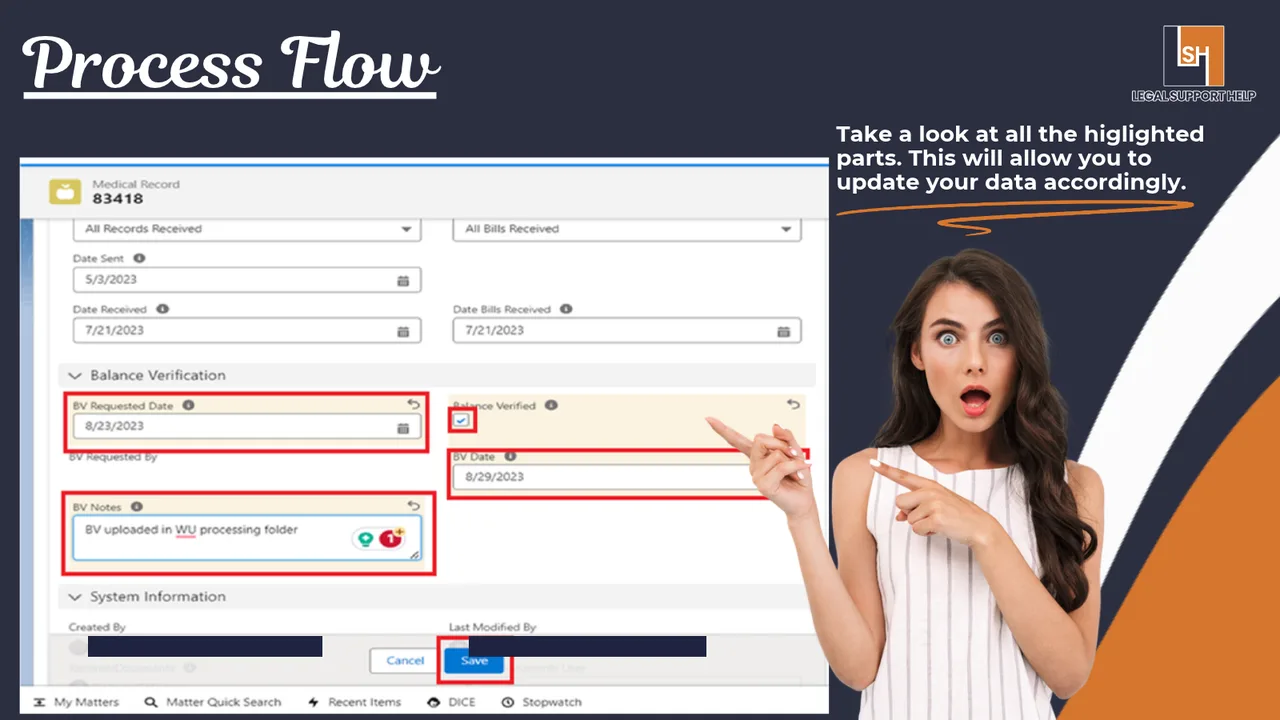 Process Flow
LSH
LEGAL SUPPORT HELP
Take a look at all the higlighted
parts. This will allow you to
update your data accordingly.
Medical Record
83418
All Records Received
All Bills Received
Date Sent
5/3/2023
Date Received
Date Bills Received
7/21/2023
7/21/2023
Balance Verification
BV Requested Date
Balance Verified
8/23/2023
BV Requested By
BV Date
8/29/2023
BV Notes
BV uploaded in WU processing folder
1
System Information
Created By
Last Modified By
Cancel
Save
My Matters
Matter Quick Search
Recent Items
DICE
Stopwatch